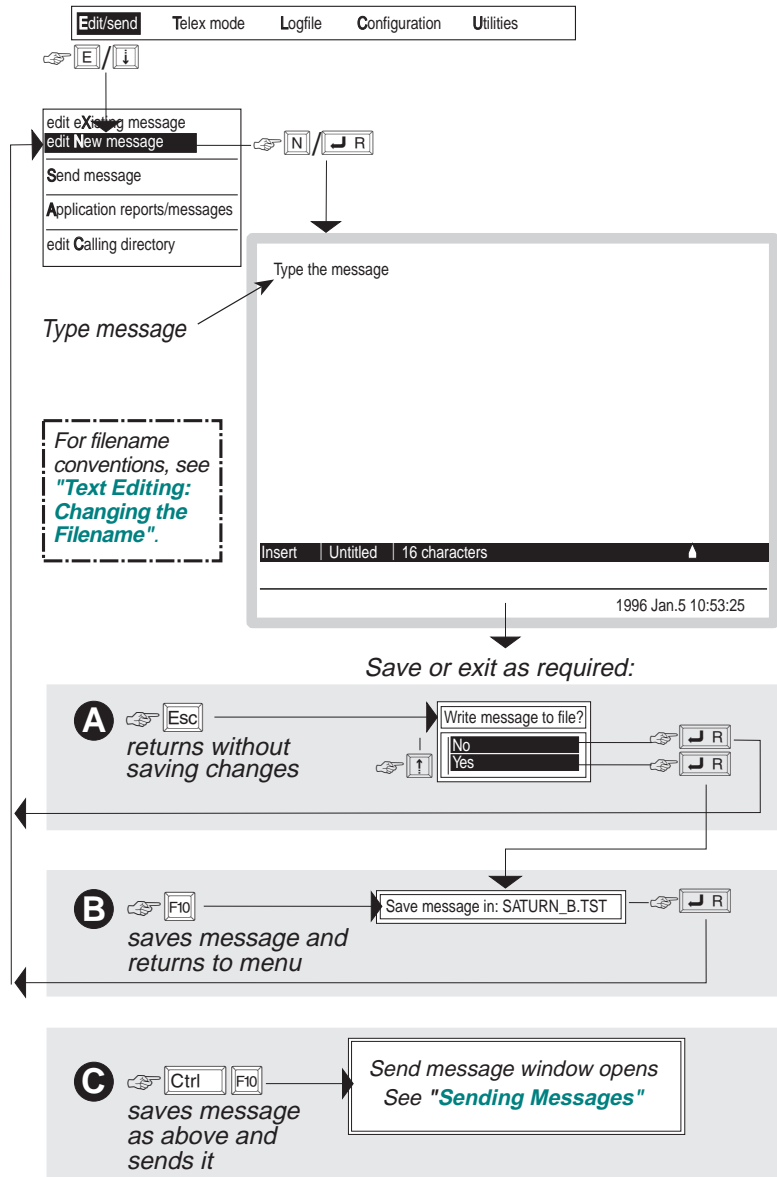 Edit/send Telex mode Logfile Configuration Utilities
E / ↓
edit eXisting message
edit New message
N / ↵ R
Send message
Application reports/messages
edit Calling directory
Type the message
Type message
For filename
conventions, see
"Text Editing:
Changing the
Filename".
Insert | Untitled | 16 characters
1996 Jan.5 10:53:25
Save or exit as required:
A Esc
returns without
saving changes
Write message to file?
No
Yes
↑
↵ R
↵ R
B F10
saves message and
returns to menu
Save message in: SATURN_B.TST
↵ R
C Ctrl F10
saves message
as above and
sends it
Send message window opens
See "Sending Messages"